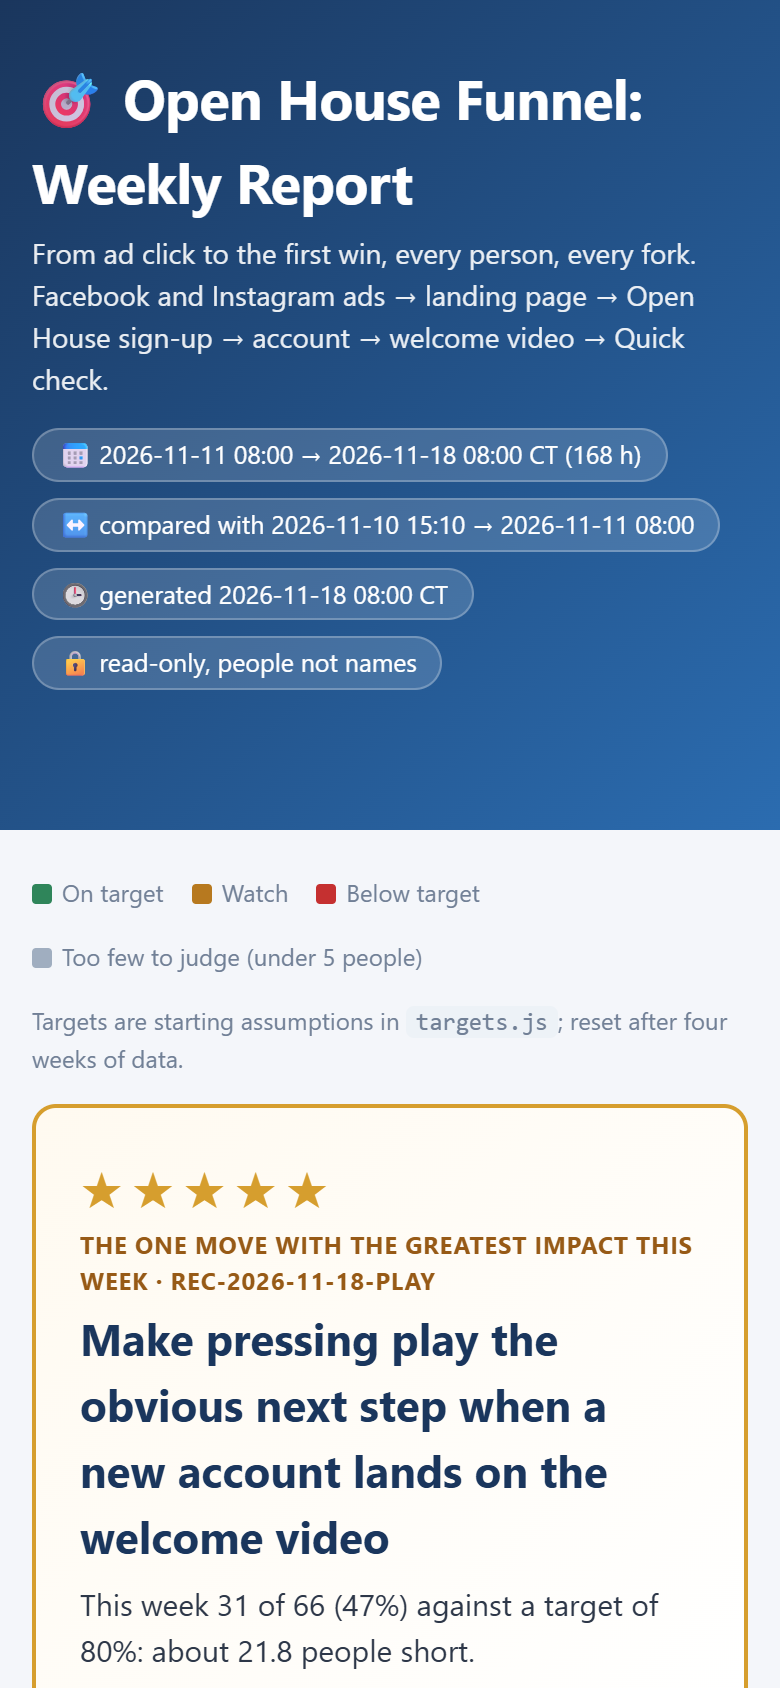 Open House Funnel:
Weekly Report
From ad click to the first win, every person, every fork.
Facebook and Instagram ads → landing page → Open
House sign-up → account → welcome video → Quick
check.
2026-11-11 08:00 → 2026-11-18 08:00 CT (168 h)
compared with 2026-11-10 15:10 → 2026-11-11 08:00
generated 2026-11-18 08:00 CT
read-only, people not names
On target Watch Below target
Too few to judge (under 5 people)
Targets are starting assumptions in targets.js; reset after four
weeks of data.
★★★★★
THE ONE MOVE WITH THE GREATEST IMPACT THIS
WEEK · REC-2026-11-18-PLAY
Make pressing play the
obvious next step when a
new account lands on the
welcome video
This week 31 of 66 (47%) against a target of
80%: about 21.8 people short.